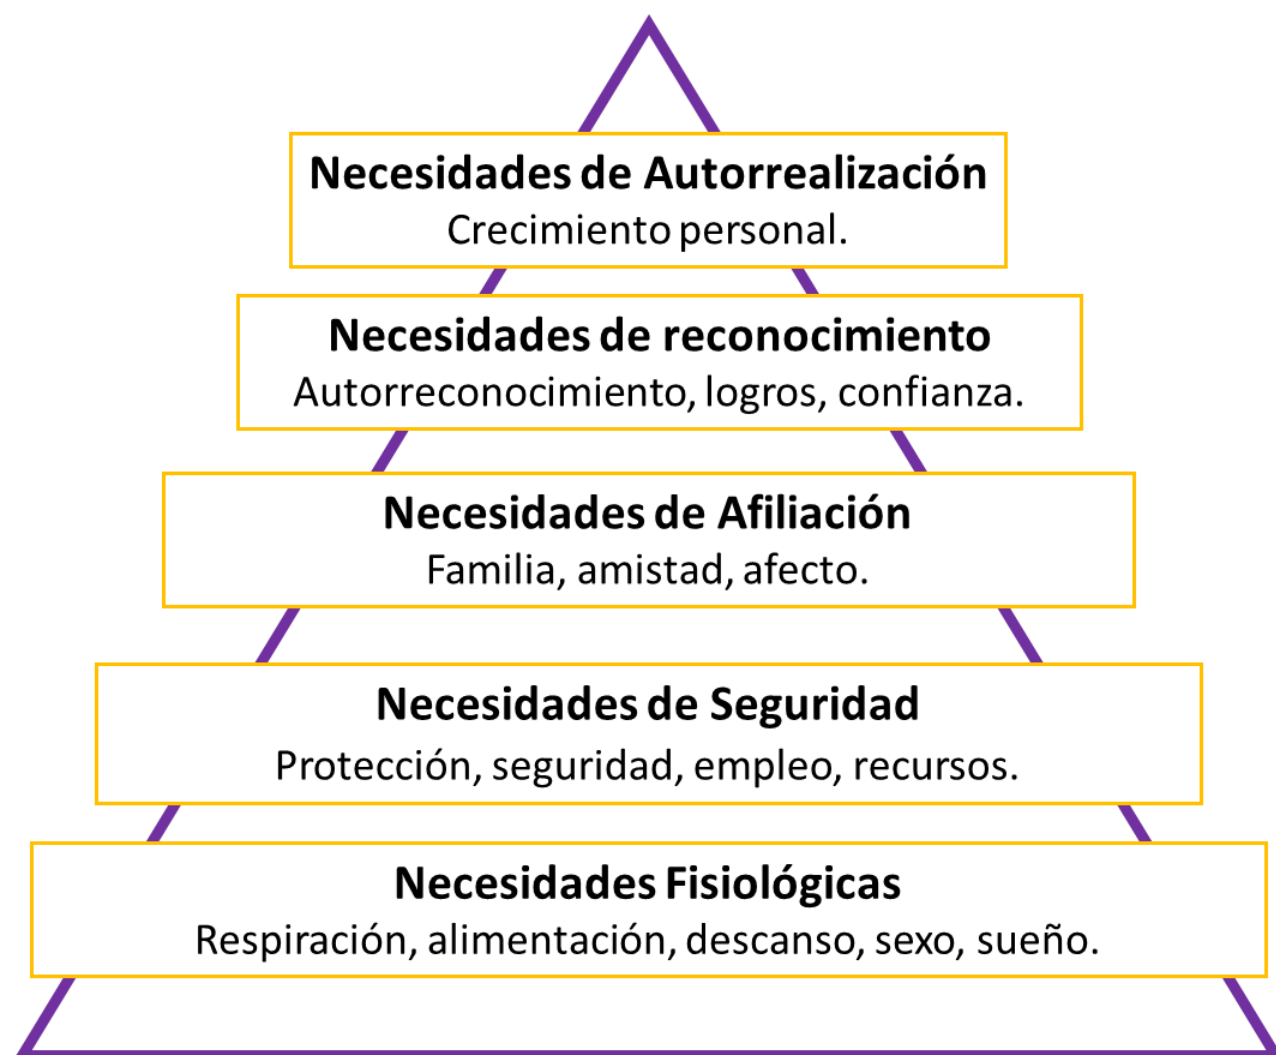 Necesidades de Autorrealización
Crecimiento personal.
Necesidades de reconocimiento
Autorreconocimiento, logros, confianza.
Necesidades de Afiliación
Familia, amistad, afecto.
Necesidades de Seguridad
Protección, seguridad, empleo, recursos.
Necesidades Fisiológicas
Respiración, alimentación, descanso, sexo, sueño.